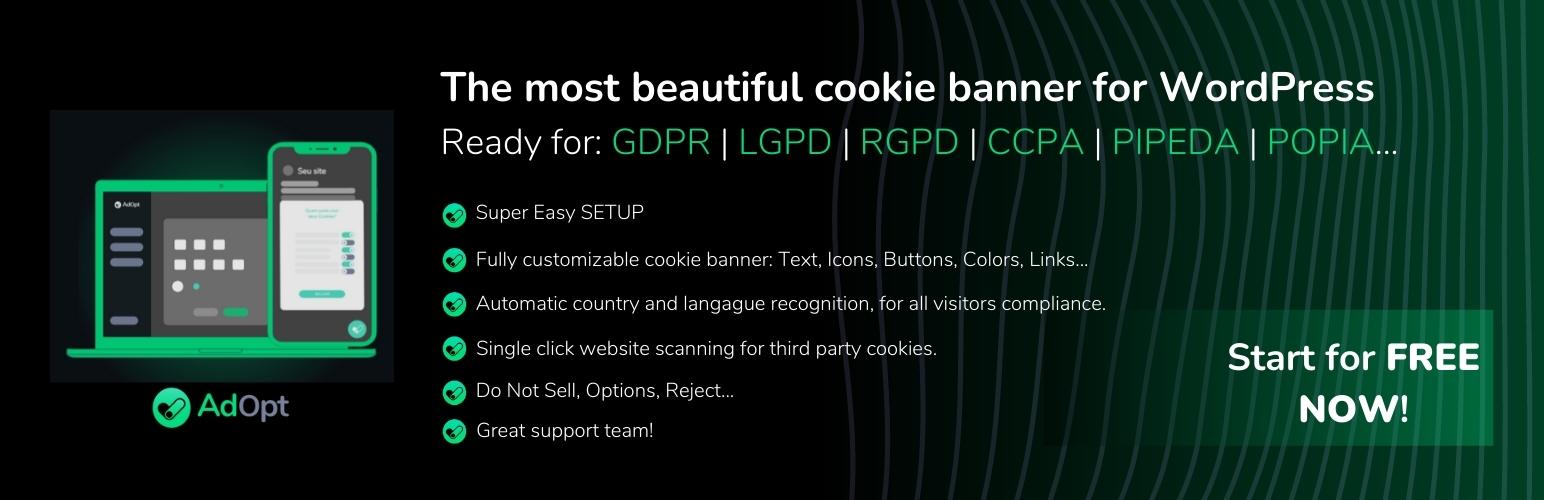 The most beautiful cookie banner for WordPress
Ready for: GDPR | LGPD | RGPD | CCPA | PIPEDA | POPIA...
Super Easy SETUP
Fully customizable cookie banner: Text, Icons, Buttons, Colors, Links...
Automatic country and langague recognition, for all visitors compliance.
Single click website scanning for third party cookies.
Do Not Sell, Options, Reject...
Great support team!
Start for FREE
NOW!
Seu site
AdOpt
AdOpt